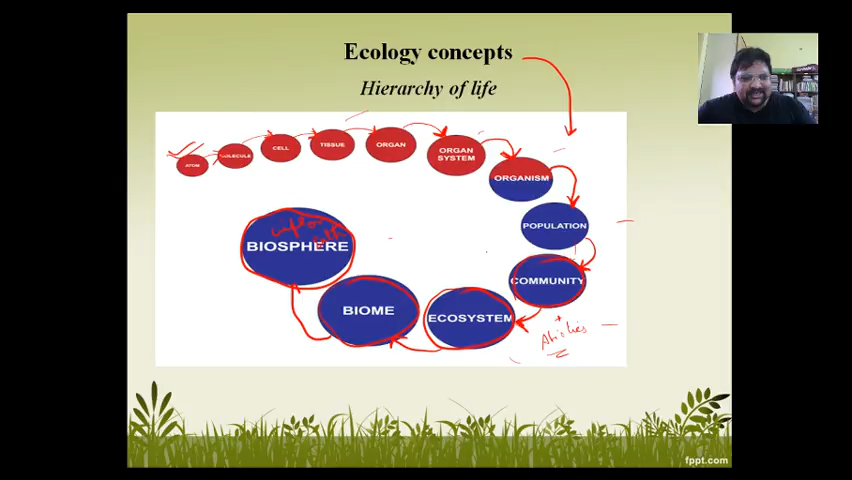 Ecology concepts
Hierarchy of life
ATOM
MOLECULE
CELL
TISSUE
ORGAN
ORGAN
SYSTEM
ORGANISM
POPULATION
COMMUNITY
+
ECOSYSTEM
BIOME
BIOSPHERE
fppt.com